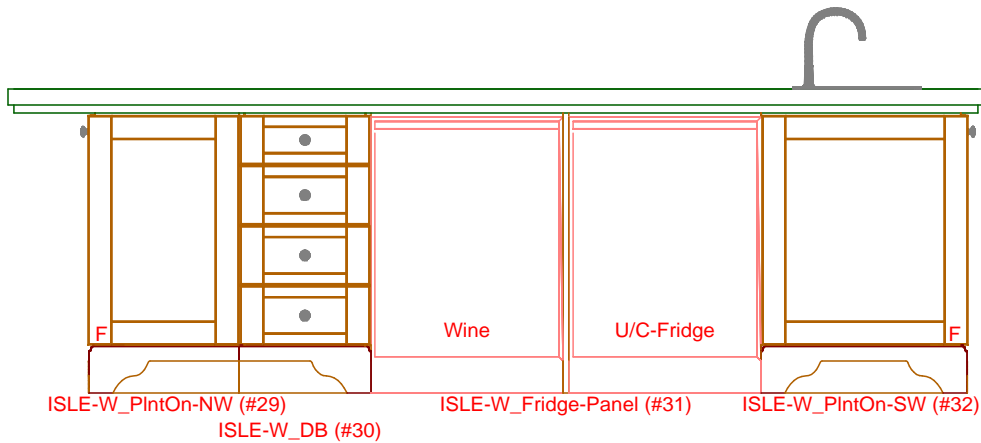 Wine
U/C-Fridge
F
F
ISLE-W_PlntOn-NW (#29)
ISLE-W_Fridge-Panel (#31)
ISLE-W_PlntOn-SW (#32)
ISLE-W_DB (#30)